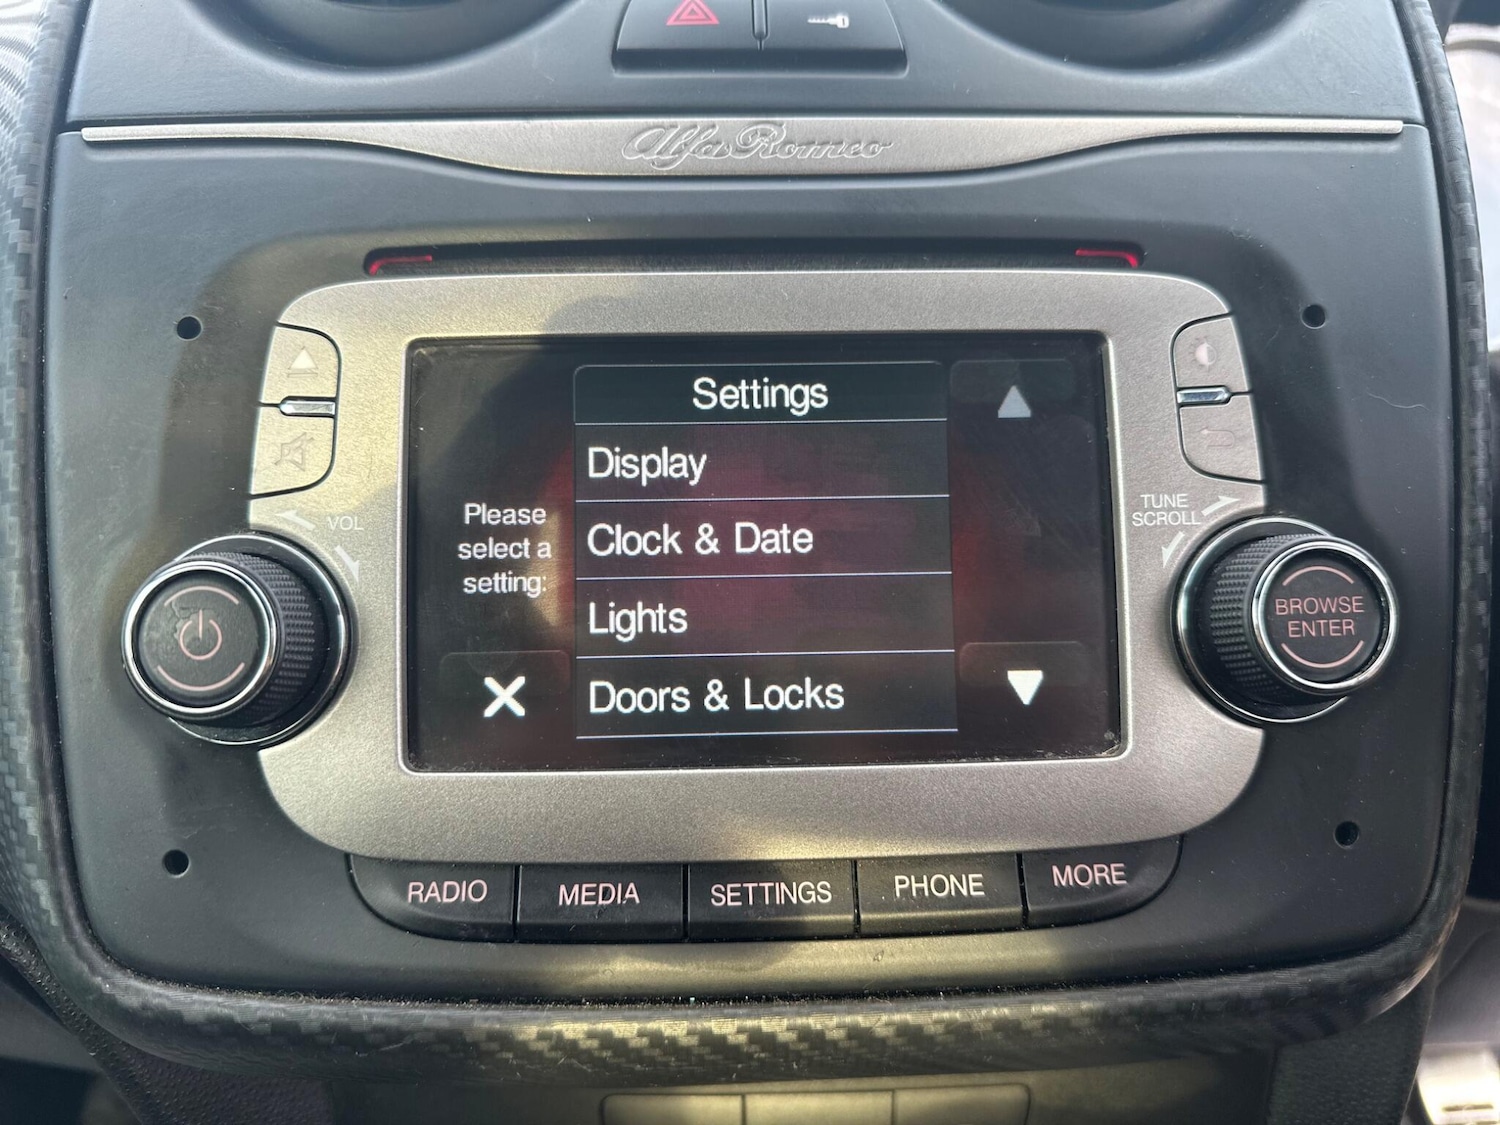 Alfa Romeo
Settings
Display
Please
select a
setting:
Clock & Date
Lights
Doors & Locks
VOL
TUNE
SCROLL
BROWSE
ENTER
RADIO
MEDIA
SETTINGS
PHONE
MORE